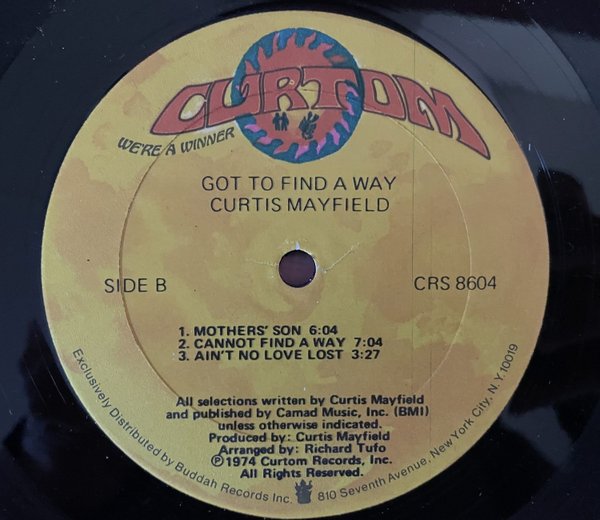 CURTOM
WE'RE A WINNER
GOT TO FIND A WAY
CURTIS MAYFIELD
SIDE B
CRS 8604
1. MOTHERS' SON 6:04
2. CANNOT FIND A WAY 7:04
3. AIN'T NO LOVE LOST 3:27
All selections written by Curtis Mayfield
and published by Camad Music, Inc. (BMI)
unless otherwise indicated.
Produced by: Curtis Mayfield
Arranged by: Richard Tufo
℗1974 Curtom Records, Inc.
All Rights Reserved.
Exclusively Distributed by Buddah Records Inc. 810 Seventh Avenue, New York City, N.Y. 10019